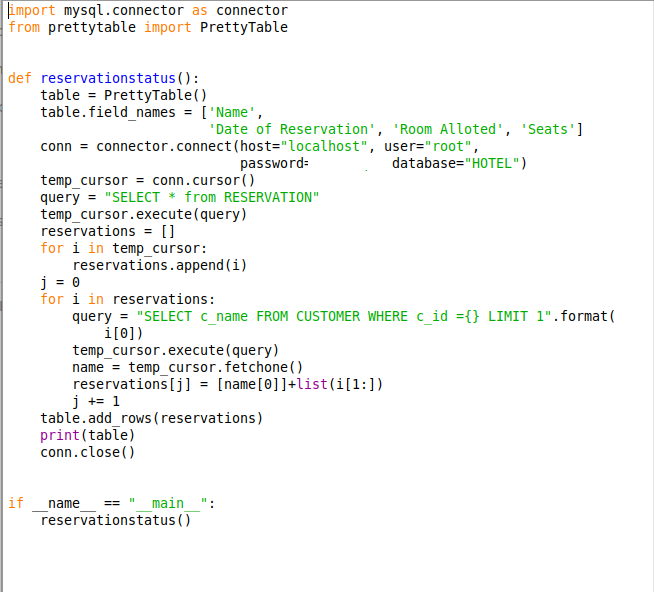 import mysql.connector as connector
from prettytable import PrettyTable
def reservationstatus():
    table = PrettyTable()
    table.field_names = ['Name',
                         'Date of Reservation', 'Room Alloted', 'Seats']
    conn = connector.connect(host="localhost", user="root",
                             password=          database="HOTEL")
    temp_cursor = conn.cursor()
    query = "SELECT * from RESERVATION"
    temp_cursor.execute(query)
    reservations = []
    for i in temp_cursor:
        reservations.append(i)
    j = 0
    for i in reservations:
        query = "SELECT c_name FROM CUSTOMER WHERE c_id ={} LIMIT 1".format(
            i[0])
        temp_cursor.execute(query)
        name = temp_cursor.fetchone()
        reservations[j] = [name[0]]+list(i[1:])
        j += 1
    table.add_rows(reservations)
    print(table)
    conn.close()
if __name__ == "__main__":
    reservationstatus()